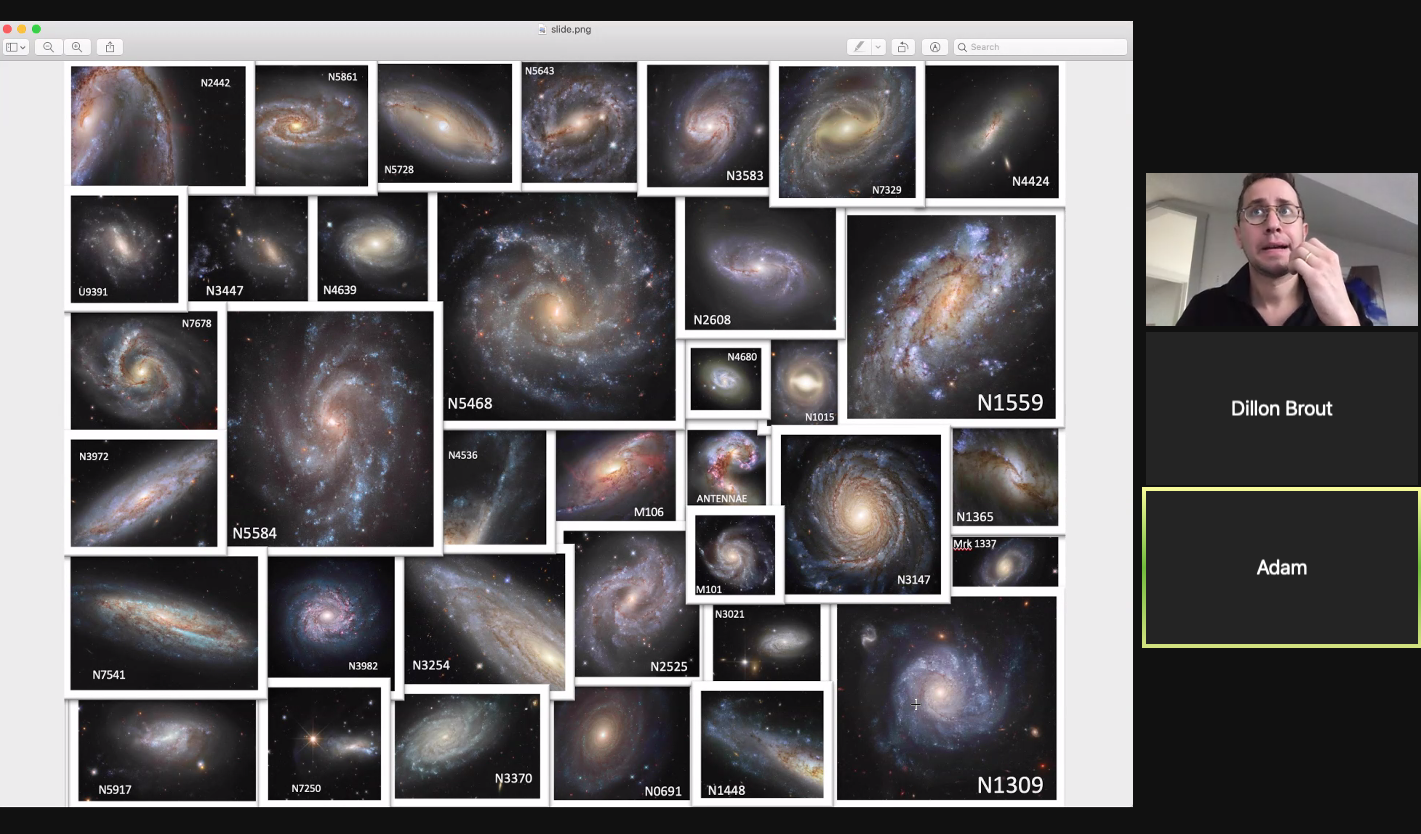 slide.png
Search
N2442
N5861
N5728
N5643
N3583
N7329
N4424
U9391
N3447
N4639
N5468
N2608
N1559
N7678
N5584
N4680
N1015
N3972
N4536
M106
ANTENNAE
N3147
N1365
Mrk 1337
M101
N7541
N3982
N3254
N2525
N3021
N1309
N5917
N7250
N3370
N0691
N1448
Dillon Brout
Adam